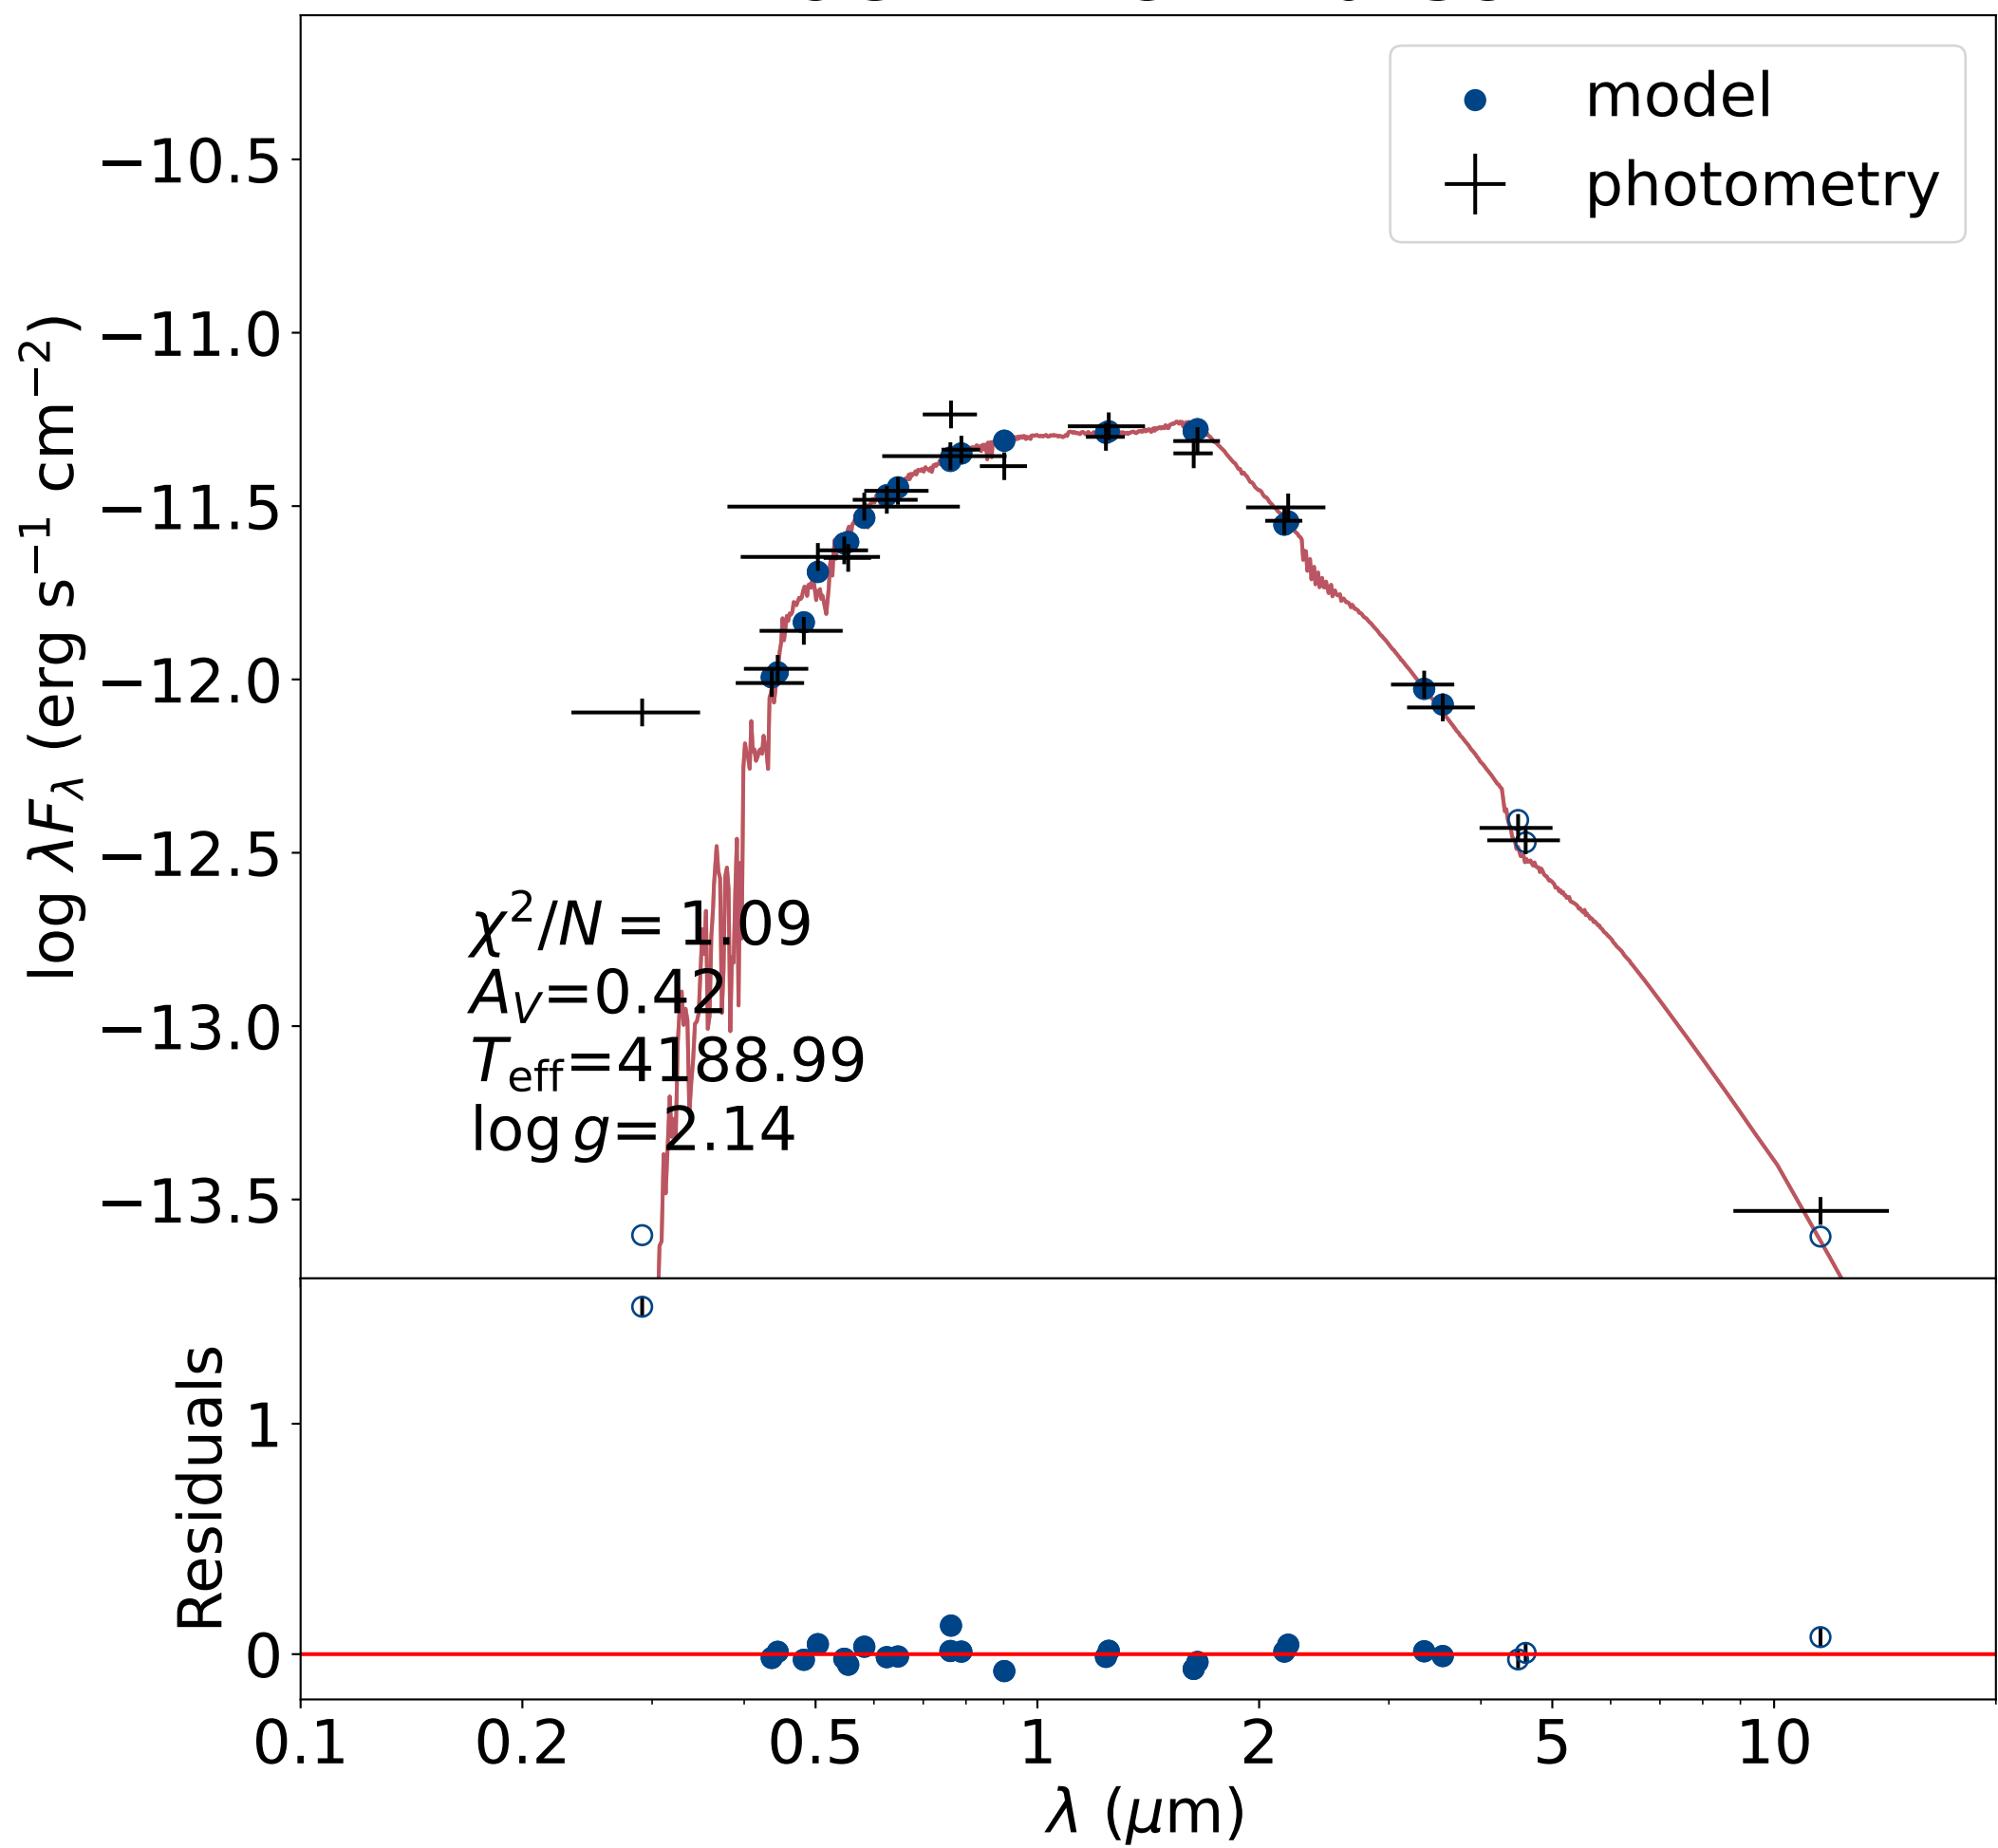 model
photometry
−10.5
−11.0
−11.5
−12.0
−12.5
−13.0
−13.5
log λFλ (erg s⁻¹ cm⁻²)
χ²/N = 1.09
A_V=0.42
T_eff=4188.99
log g=2.14
1
0
Residuals
0.1 0.2 0.5 1 2 5 10
λ (μm)